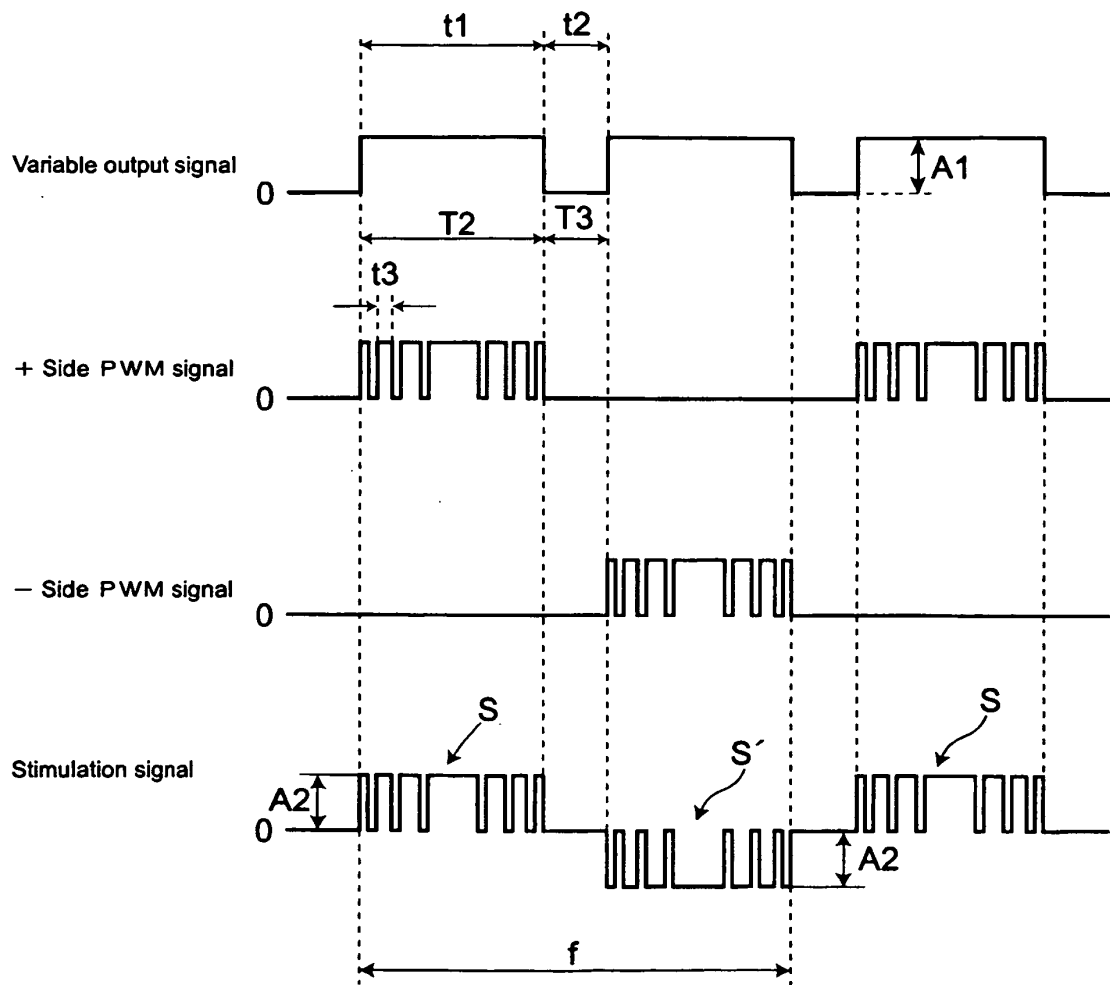 t1
t2
Variable output signal
0
A1
T2
T3
t3
+ Side PWM signal
0
− Side PWM signal
0
S
S´
S
Stimulation signal
A2
0
A2
f